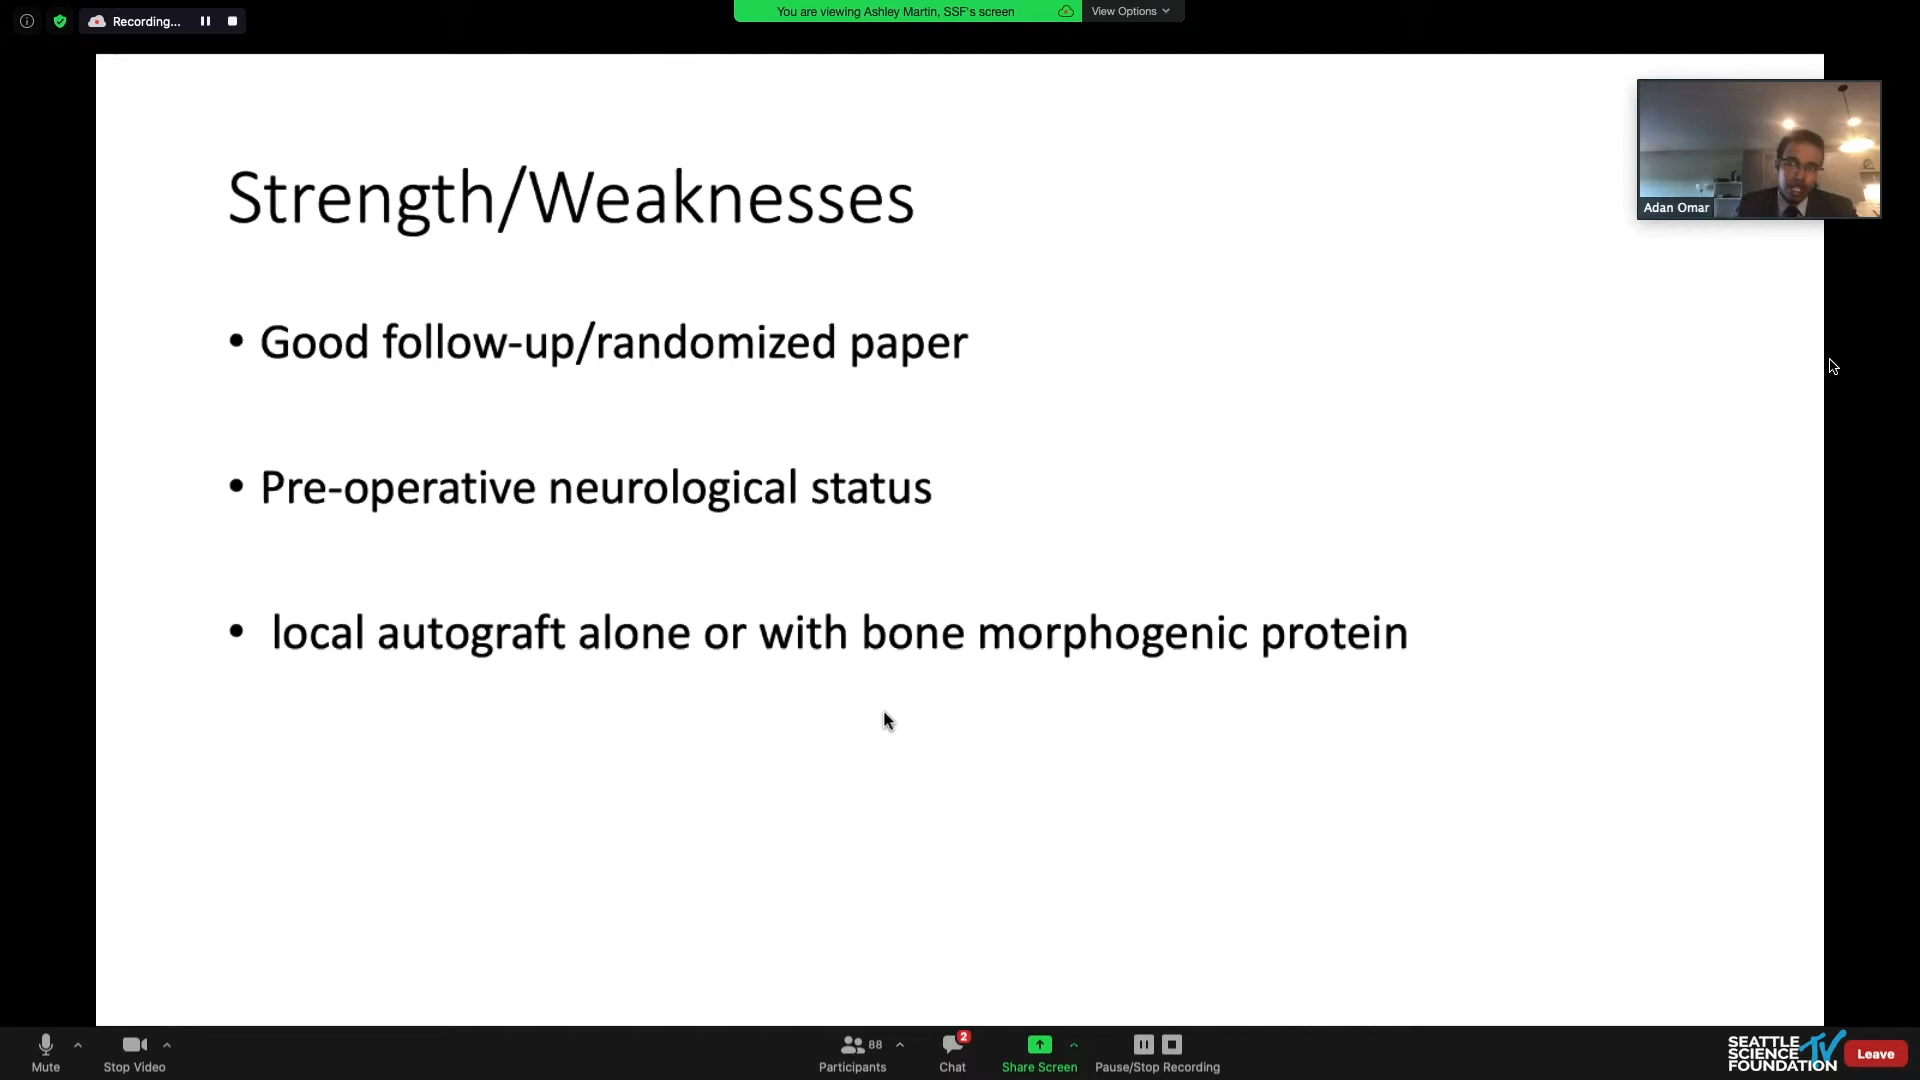 Recording...
You are viewing Ashley Martin, SSF's screen
View Options
Adan Omar
Strength/Weaknesses
• Good follow-up/randomized paper
• Pre-operative neurological status
• local autograft alone or with bone morphogenic protein
Mute
Stop Video
88
Participants
2
Chat
Share Screen
Pause/Stop Recording
SEATTLE
SCIENCE
FOUNDATION
TV
Leave